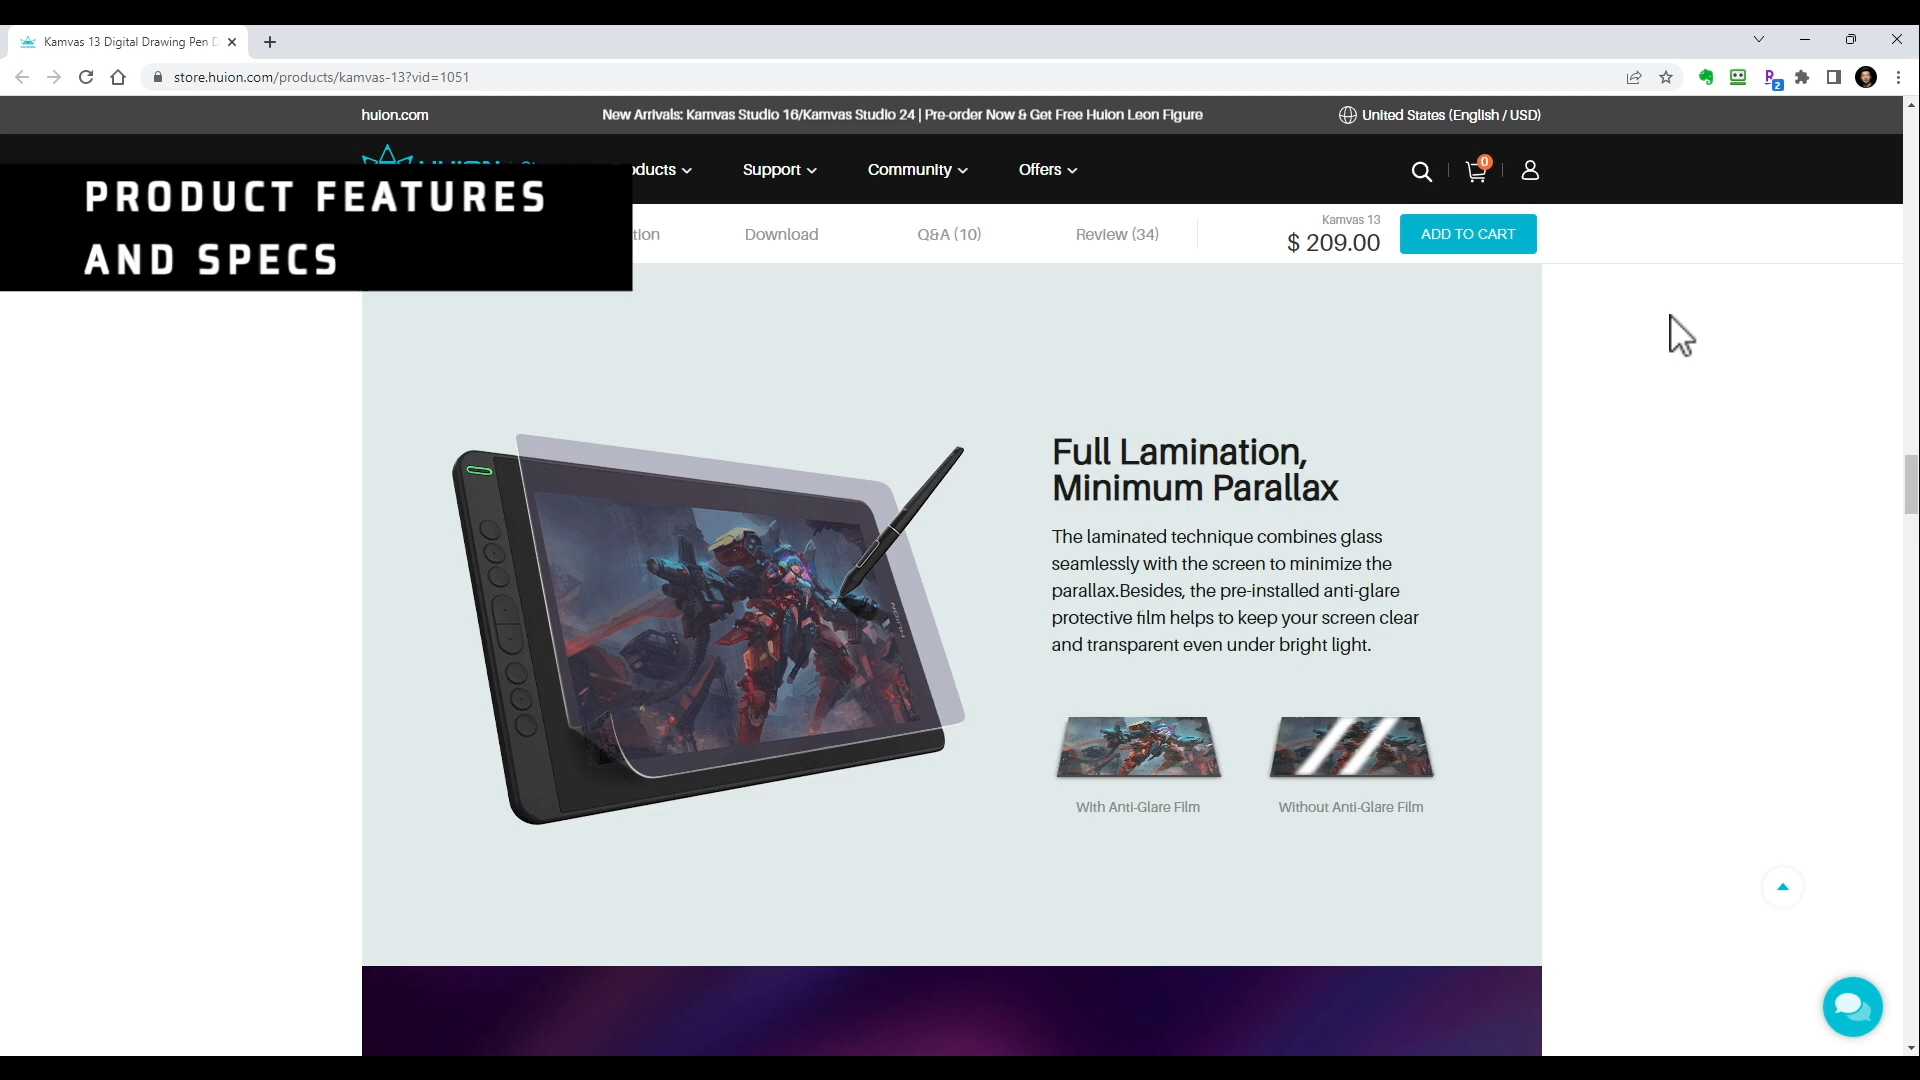 Kamvas 13 Digital Drawing Pen D
store.huion.com/products/kamvas-13?vid=1051
2
huion.com
New Arrivals: Kamvas Studio 16/Kamvas Studio 24 | Pre-order Now & Get Free Huion Leon Figure
United States (English / USD)
ducts
Support
Community
Offers
0
PRODUCT FEATURES
AND SPECS
tion
Download
Q&A (10)
Review (34)
Kamvas 13
$ 209.00
ADD TO CART
HUION
Full Lamination,
Minimum Parallax
The laminated technique combines glass
seamlessly with the screen to minimize the
parallax.Besides, the pre-installed anti-glare
protective film helps to keep your screen clear
and transparent even under bright light.
With Anti-Glare Film
Without Anti-Glare Film